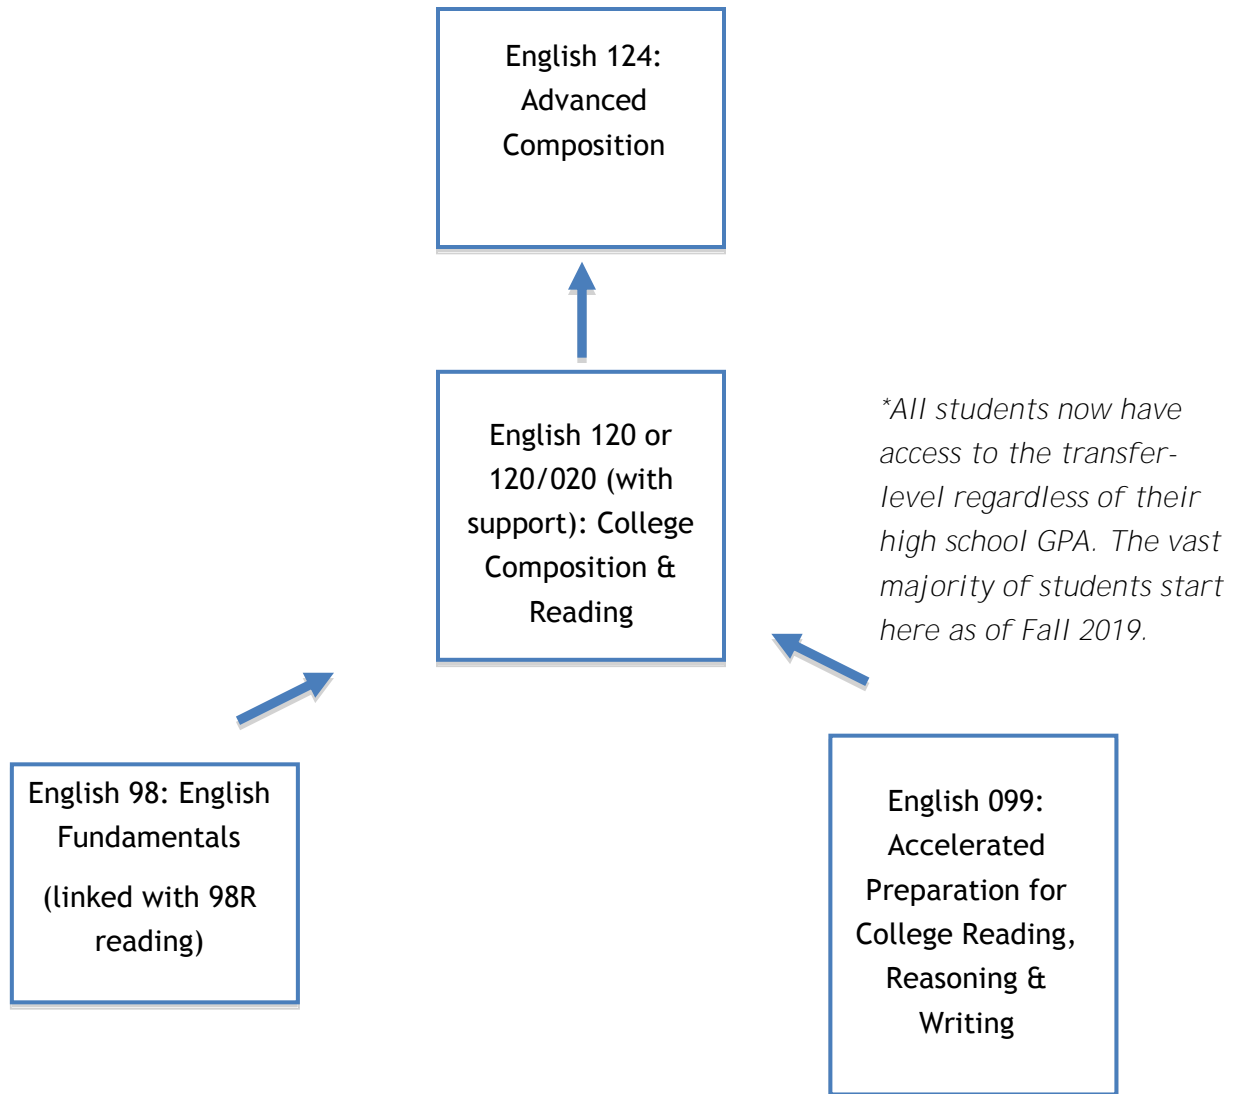 English 124:
Advanced
Composition
English 120 or
120/020 (with
support): College
Composition &
Reading
*All students now have
access to the transfer-
level regardless of their
high school GPA. The vast
majority of students start
here as of Fall 2019.
English 98: English
Fundamentals
(linked with 98R
reading)
English 099:
Accelerated
Preparation for
College Reading,
Reasoning &
Writing